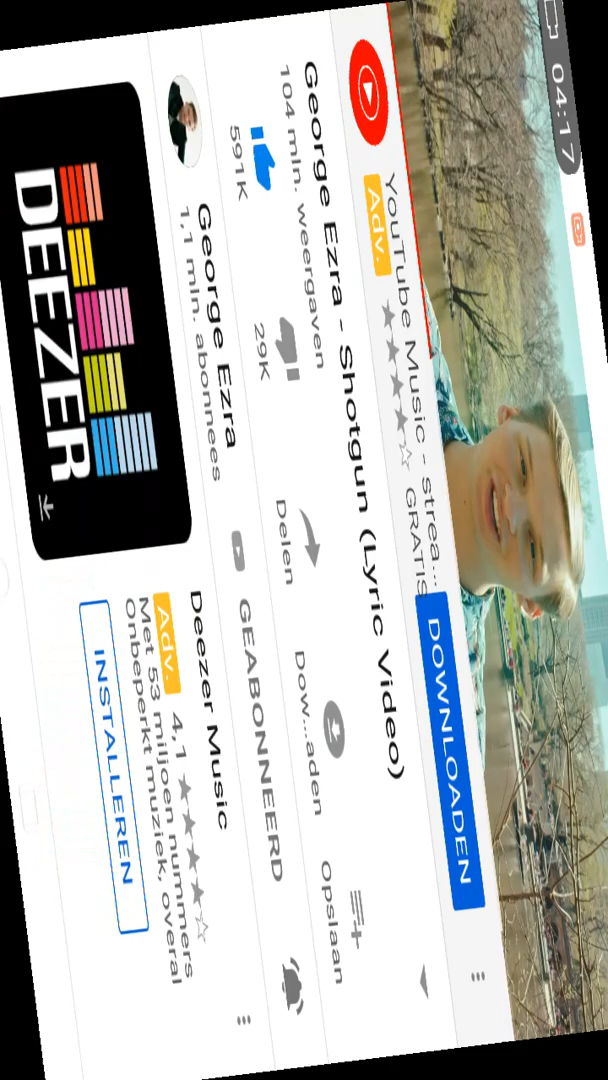 04:17
YouTube Music - strea...
Adv. GRATIS
DOWNLOADEN
George Ezra - Shotgun (Lyric Video)
104 mln. weergaven
591K
29K
Delen
Dow...aden
Opslaan
George Ezra
1,1 mln. abonnees
GEABONNEERD
DEEZER
Deezer Music
Adv. 4,1
Met 53 miljoen nummers
Onbeperkt muziek, overal
INSTALLEREN